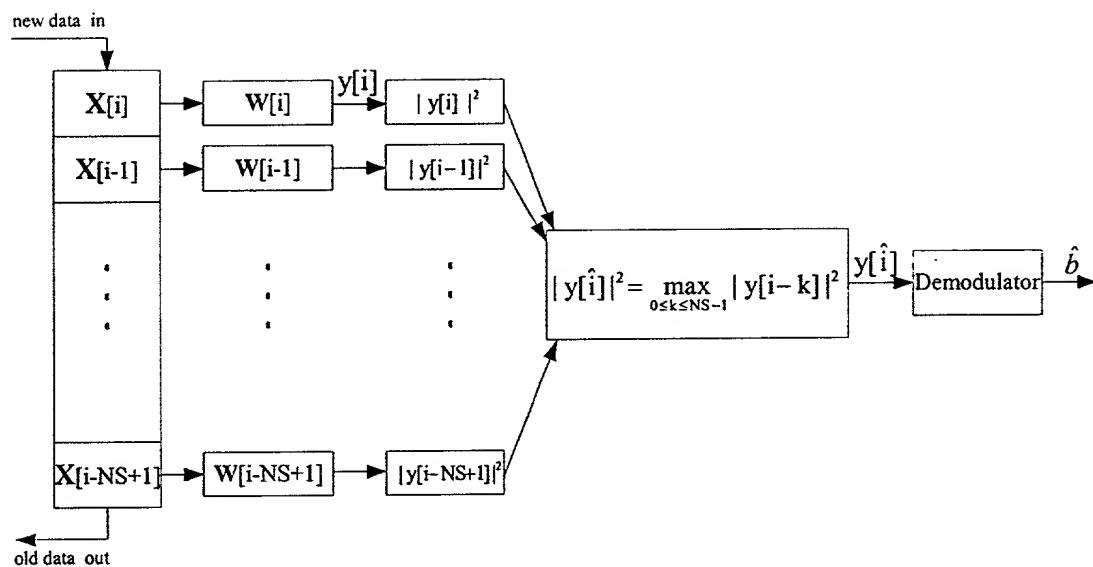 new data in
X[i]
W[i]
y[i]
| y[i] |²
X[i-1]
W[i-1]
| y[i-1]|²
| y[î]|² = max | y[i-k]|²
0≤k≤NS-1
y[î]
Demodulator
b̂
X[i-NS+1]
W[i-NS+1]
|y[i-NS+1]|²
old data out